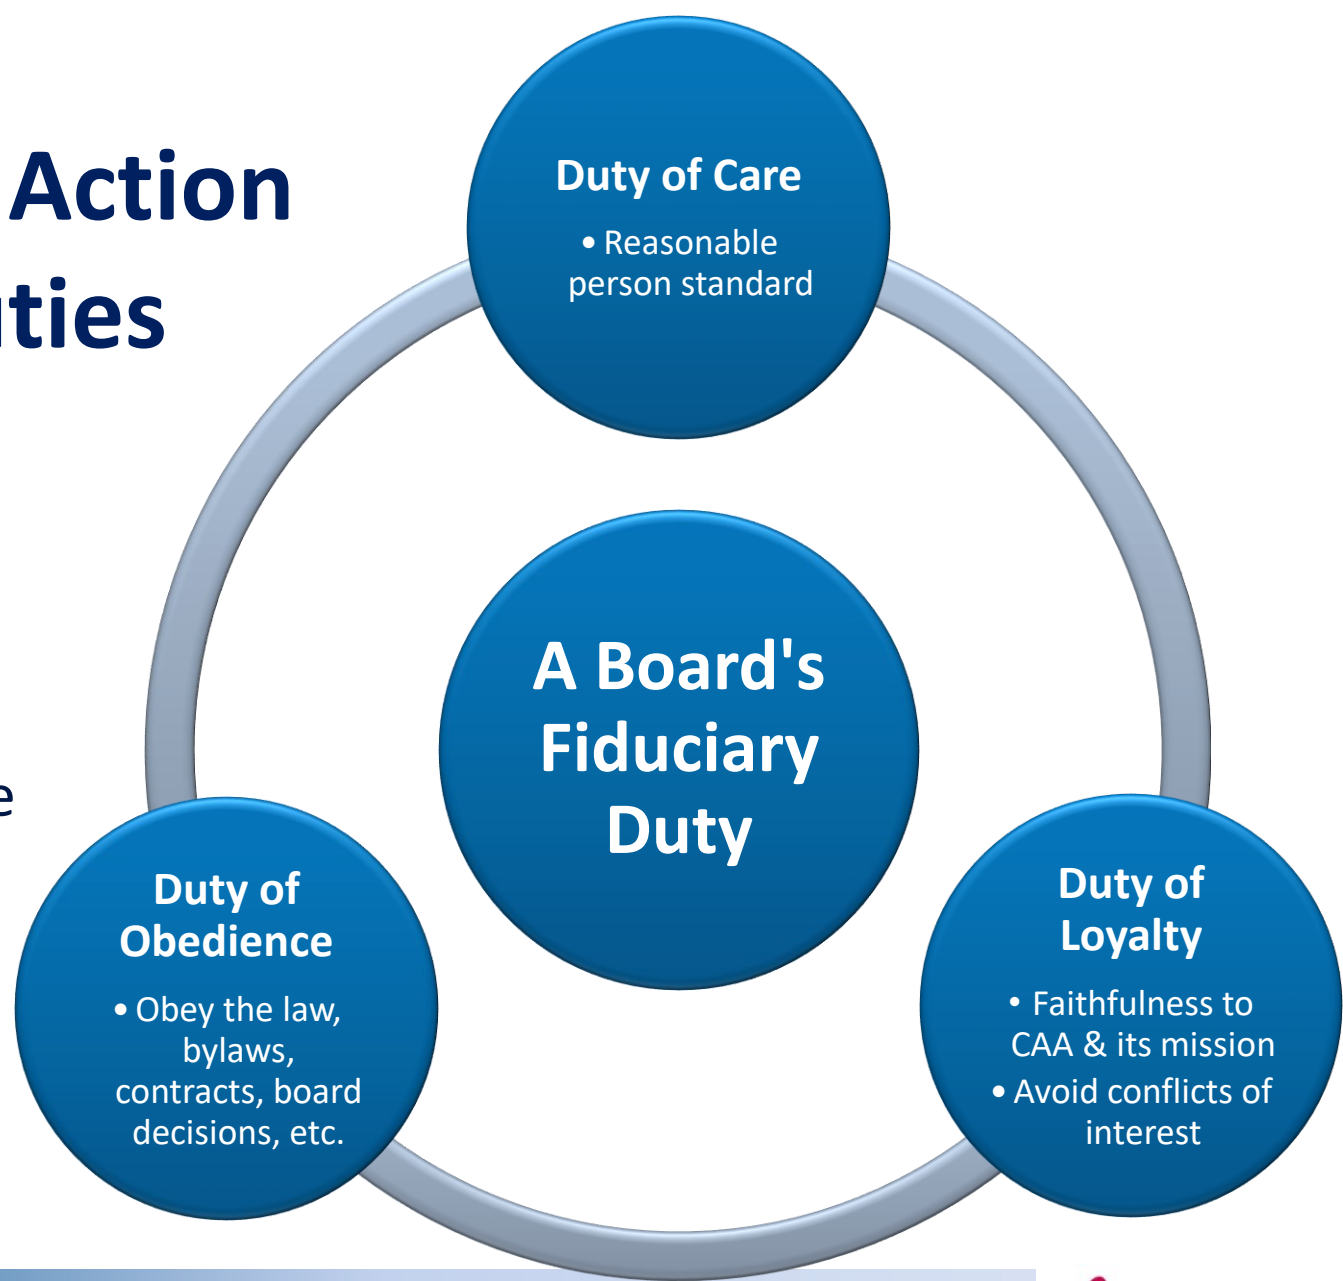 Action
ties
Duty of Care
• Reasonable
person standard
A Board's
Fiduciary
Duty
e
Duty of
Obedience
• Obey the law,
bylaws,
contracts, board
decisions, etc.
Duty of
Loyalty
• Faithfulness to
CAA & its mission
• Avoid conflicts of
interest